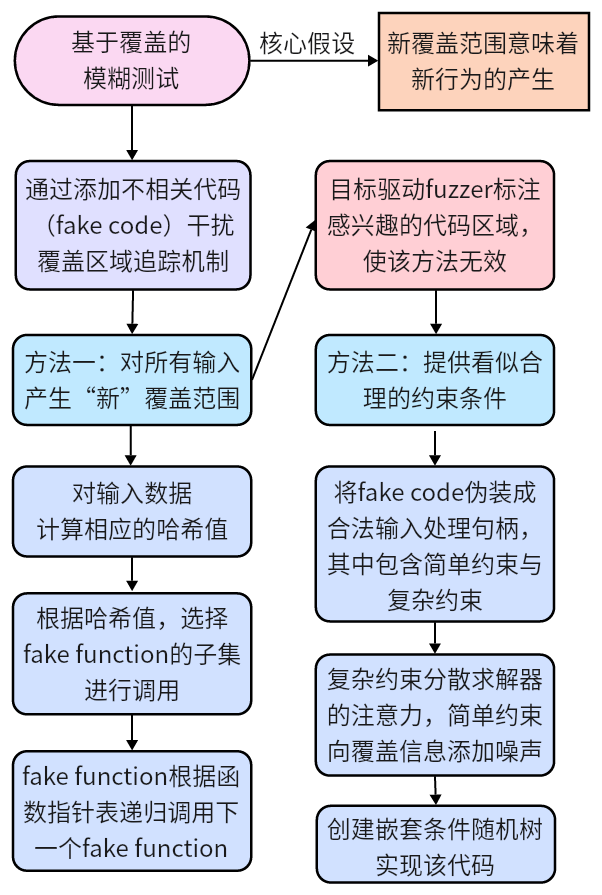 基于覆盖的
模糊测试
核心假设
新覆盖范围意味着
新行为的产生
通过添加不相关代码
（fake code）干扰
覆盖区域追踪机制
方法一：对所有输入
产生“新”覆盖范围
对输入数据
计算相应的哈希值
根据哈希值，选择
fake function的子集
进行调用
fake function根据函
数指针表递归调用下
一个fake function
目标驱动fuzzer标注
感兴趣的代码区域，
使该方法无效
方法二：提供看似合
理的约束条件
将fake code伪装成
合法输入处理句柄，
其中包含简单约束与
复杂约束
复杂约束分散求解器
的注意力，简单约束
向覆盖信息添加噪声
创建嵌套条件随机树
实现该代码